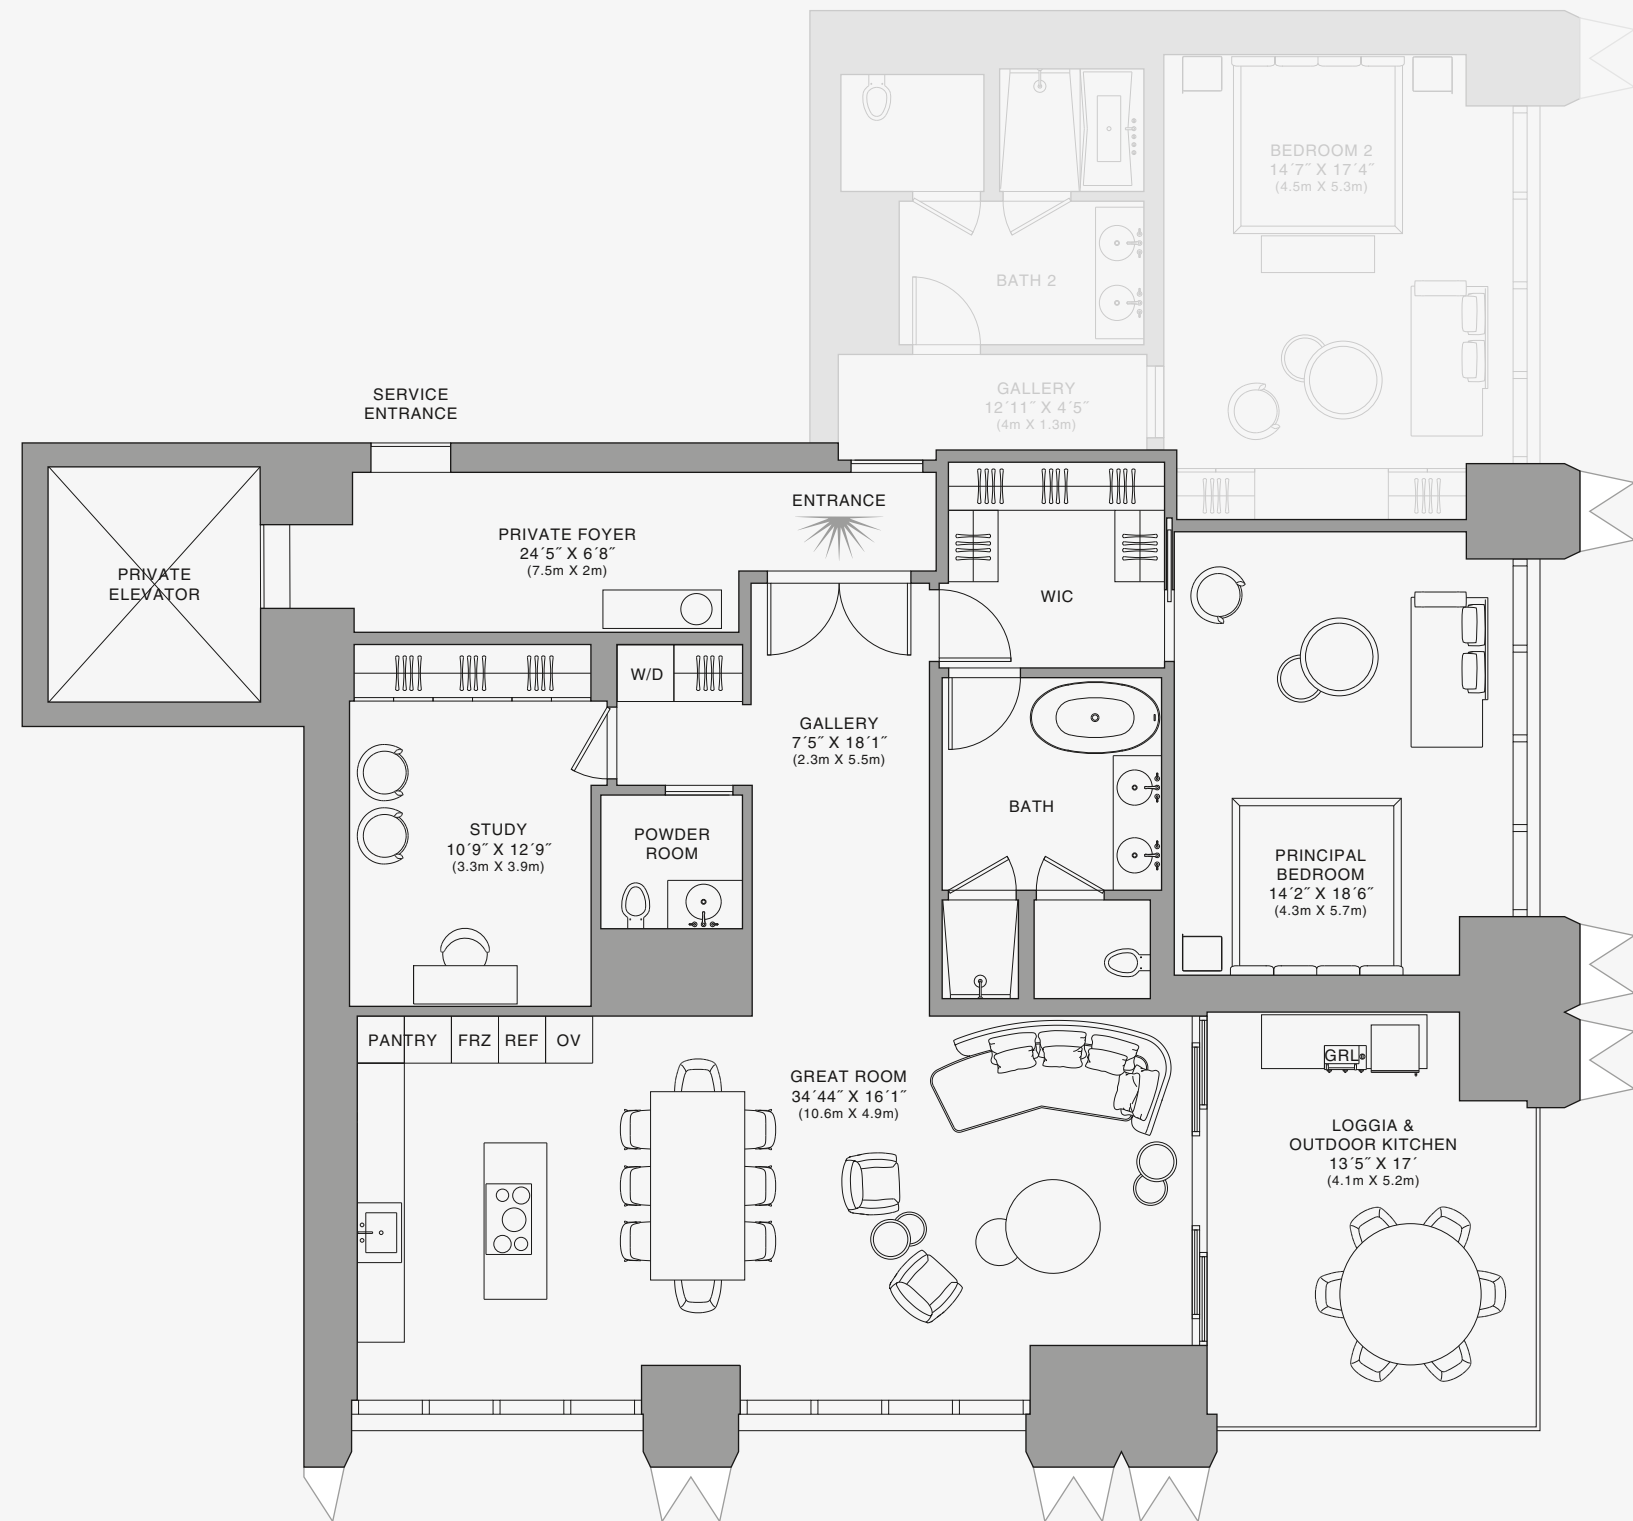 BEDROOM 2
14´7˝ X 17´4˝
(4.5m X 5.3m)
BATH 2
GALLERY
12´11˝ X 4´5˝
(4m X 1.3m)
SERVICE
ENTRANCE
ENTRANCE
PRIVATE FOYER
24´5˝ X 6´8˝
(7.5m X 2m)
PRIVATE
ELEVATOR
WIC
W/D
GALLERY
7´5˝ X 18´1˝
(2.3m X 5.5m)
BATH
STUDY
10´9˝ X 12´9˝
(3.3m X 3.9m)
POWDER
ROOM
PRINCIPAL
BEDROOM
14´2˝ X 18´6˝
(4.3m X 5.7m)
PANTRY
FRZ
REF
OV
GREAT ROOM
34´44˝ X 16´1˝
(10.6m X 4.9m)
GRL
LOGGIA &
OUTDOOR KITCHEN
13´5˝ X 17´
(4.1m X 5.2m)